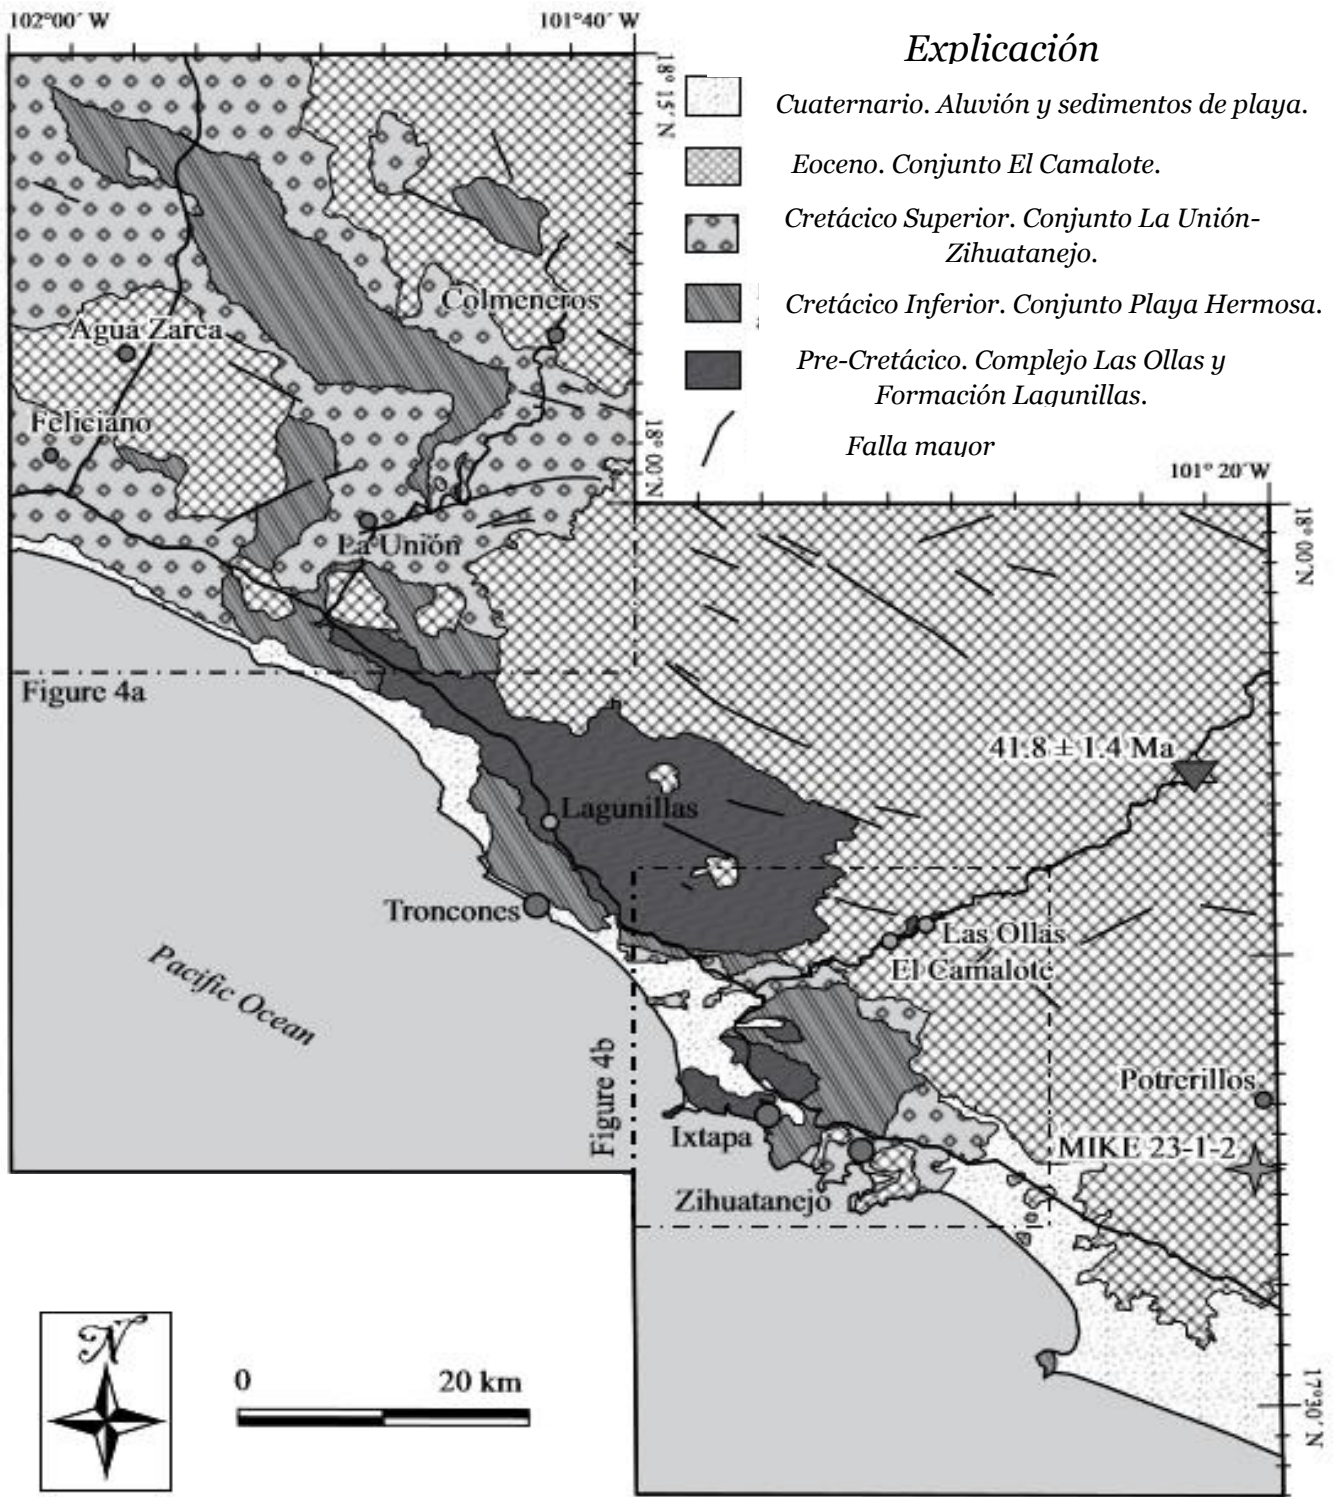 102°00´ W
101°40´ W
Explicación
18° 15´ N
Cuaternario. Aluvión y sedimentos de playa.
Eoceno. Conjunto El Camalote.
Cretácico Superior. Conjunto La Unión-
Zihuatanejo.
Cretácico Inferior. Conjunto Playa Hermosa.
Pre-Cretácico. Complejo Las Ollas y
Formación Lagunillas.
Falla mayor
Colmeneros
Agua Zarca
Feliciano
18° 00´N
101° 20´W
18° 00´N
La Unión
Figure 4a
41.8 ± 1.4 Ma
Lagunillas
Troncones
Las Ollas
El Camalote
Pacific Ocean
Figure 4b
Potrerillos
Ixtapa
MIKE 23-1-2
Zihuatanejo
N
0
20 km
17°30´N